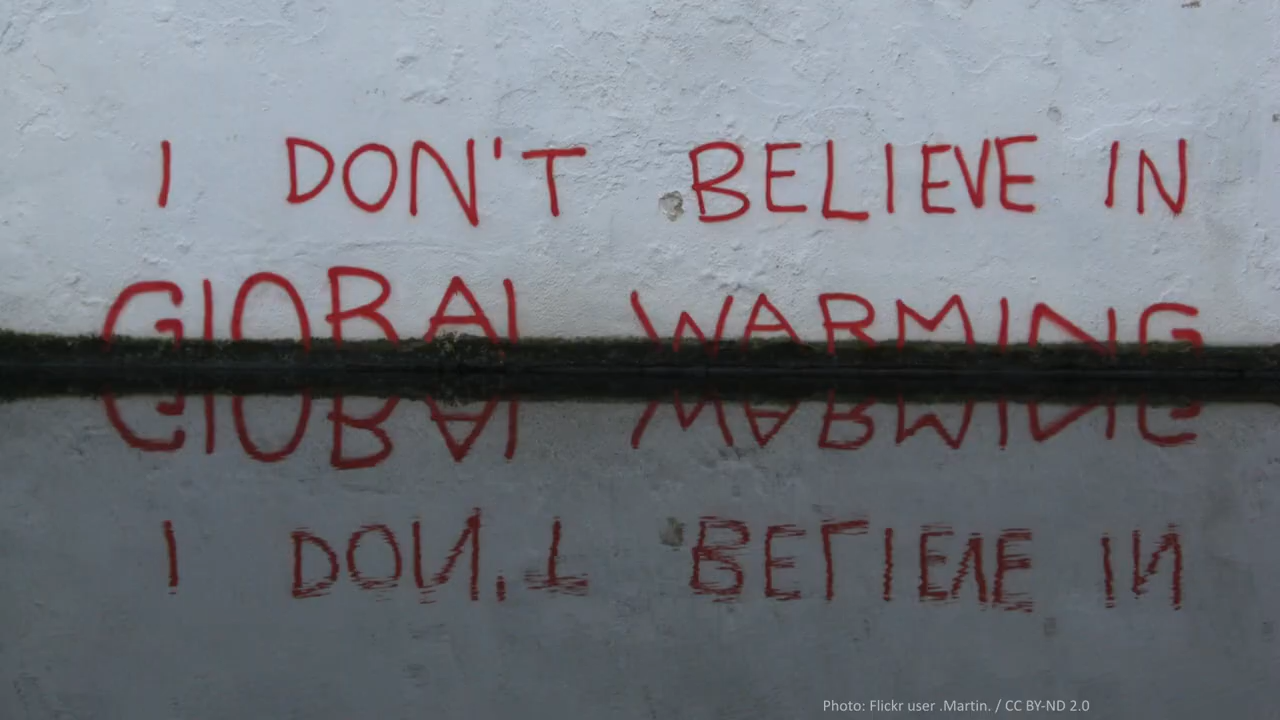 I DON'T BELIEVE IN
GLOBAL WARMING
Photo: Flickr user .Martin. / CC BY-ND 2.0